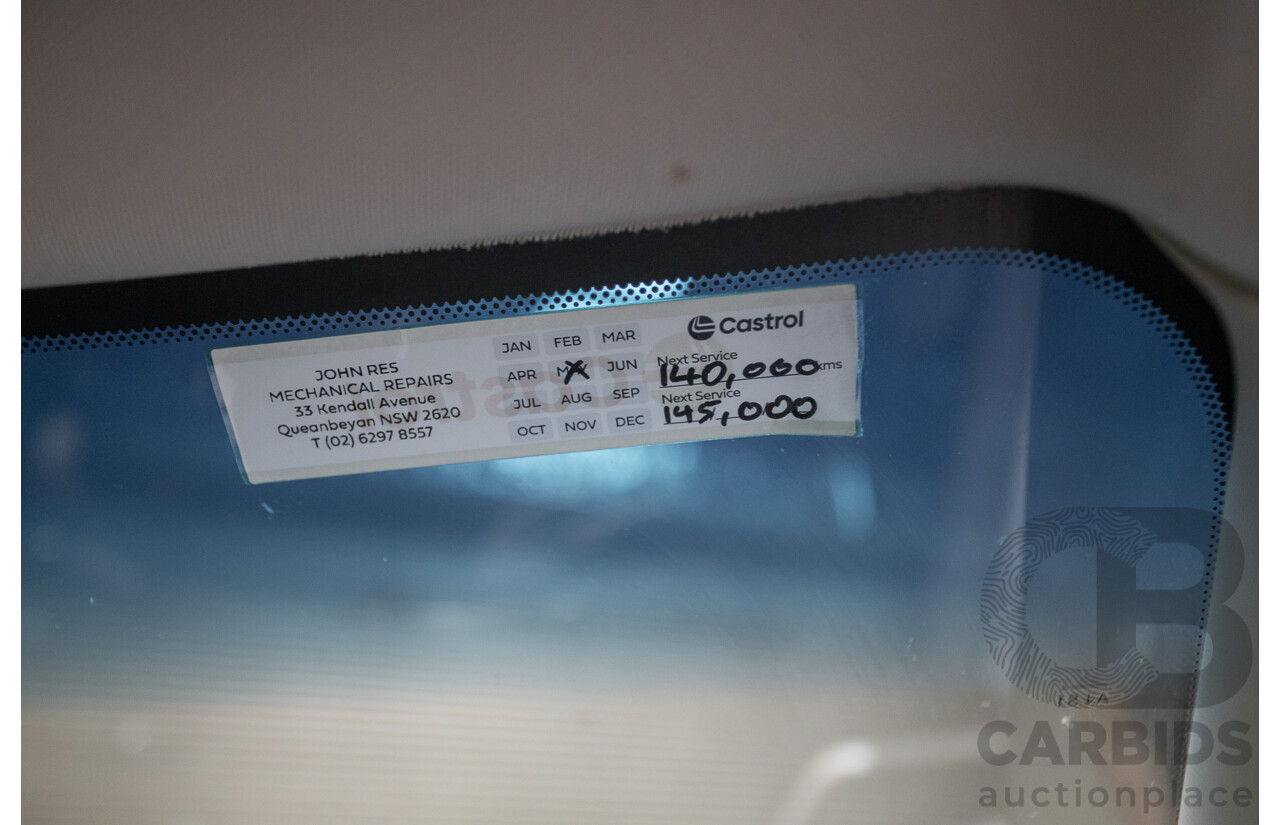 JOHN RES
MECHANICAL REPAIRS
33 Kendall Avenue
Queanbeyan NSW 2620
T (02) 6297 8557
JAN FEB MAR
APR JUN
JUL AUG SEP
OCT NOV DEC
Castrol
Next Service
140,000 kms
Next Service
145,000
CB
CARBIDS
auctionplace